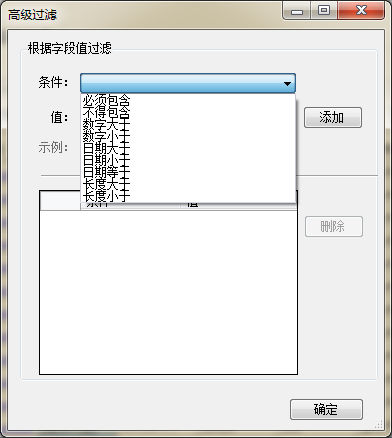 高级过滤
根据字段值过滤
条件：
必须包含
不得包含
数字大于
数字小于
日期大于
日期小于
日期等于
长度大于
长度小于
值：
添加
示例：
条件 值
删除
确定